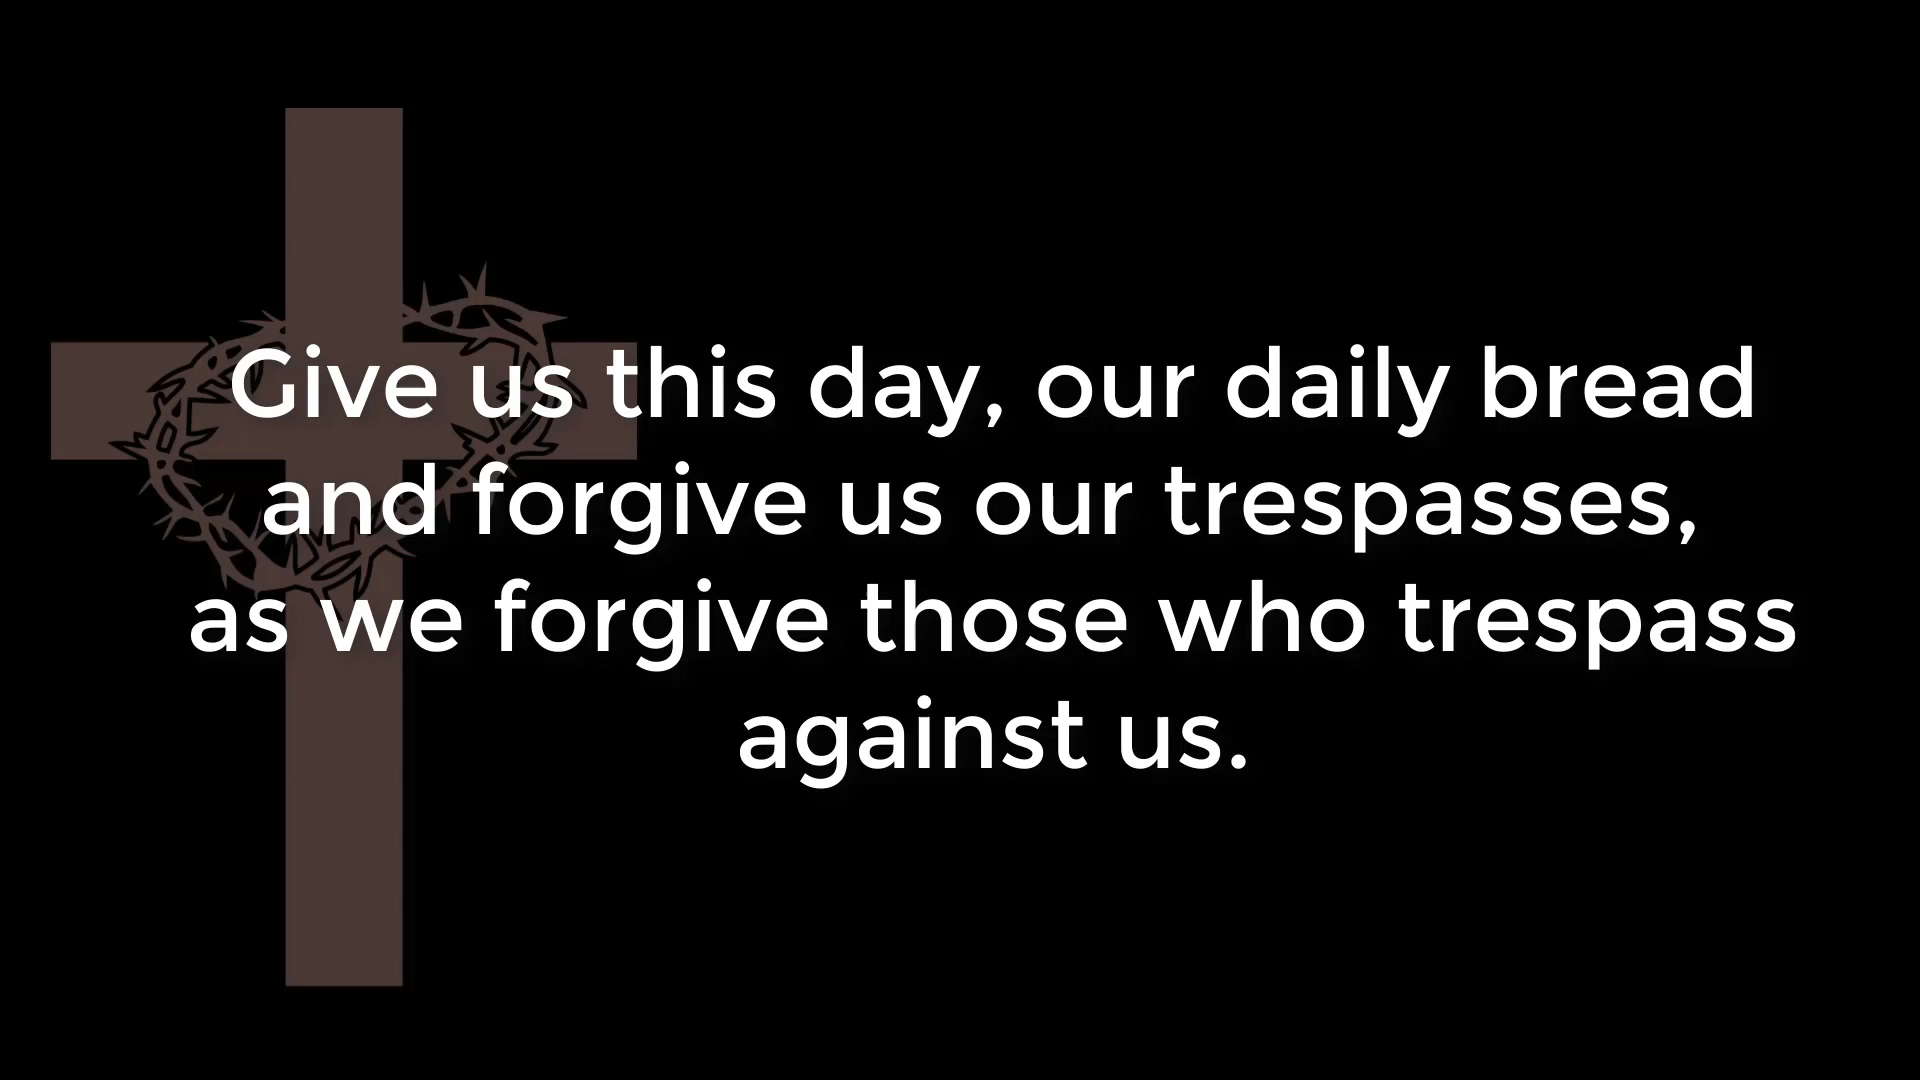 Give us this day, our daily bread
and forgive us our trespasses,
as we forgive those who trespass
against us.